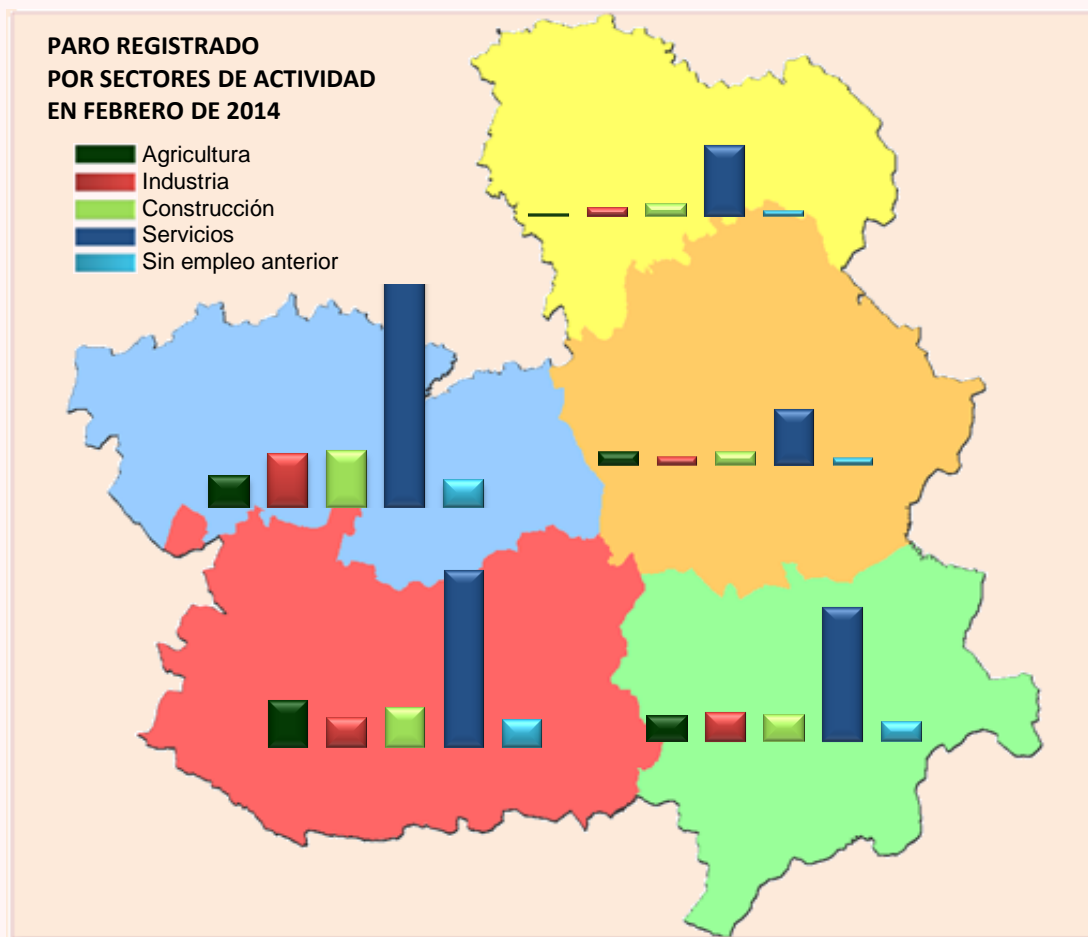 PARO REGISTRADO
POR SECTORES DE ACTIVIDAD
EN FEBRERO DE 2014
Agricultura
Industria
Construcción
Servicios
Sin empleo anterior